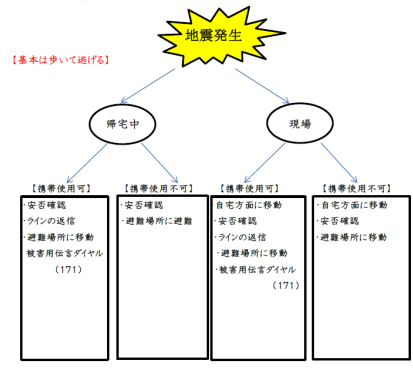 地震発生
【基本は歩いて逃げる】
帰宅中
現場
【携帯使用可】
・安否確認
・ラインの返信
・避難場所に移動
被害用伝言ダイヤル
（171）
【携帯使用不可】
・安否確認
・避難場所に避難
【携帯使用可】
自宅方面に移動
・安否確認
・ラインの返信
・避難場所に移動
・被害用伝言ダイヤル
（171）
【携帯使用不可】
・自宅方面に移動
・安否確認
・避難場所に移動